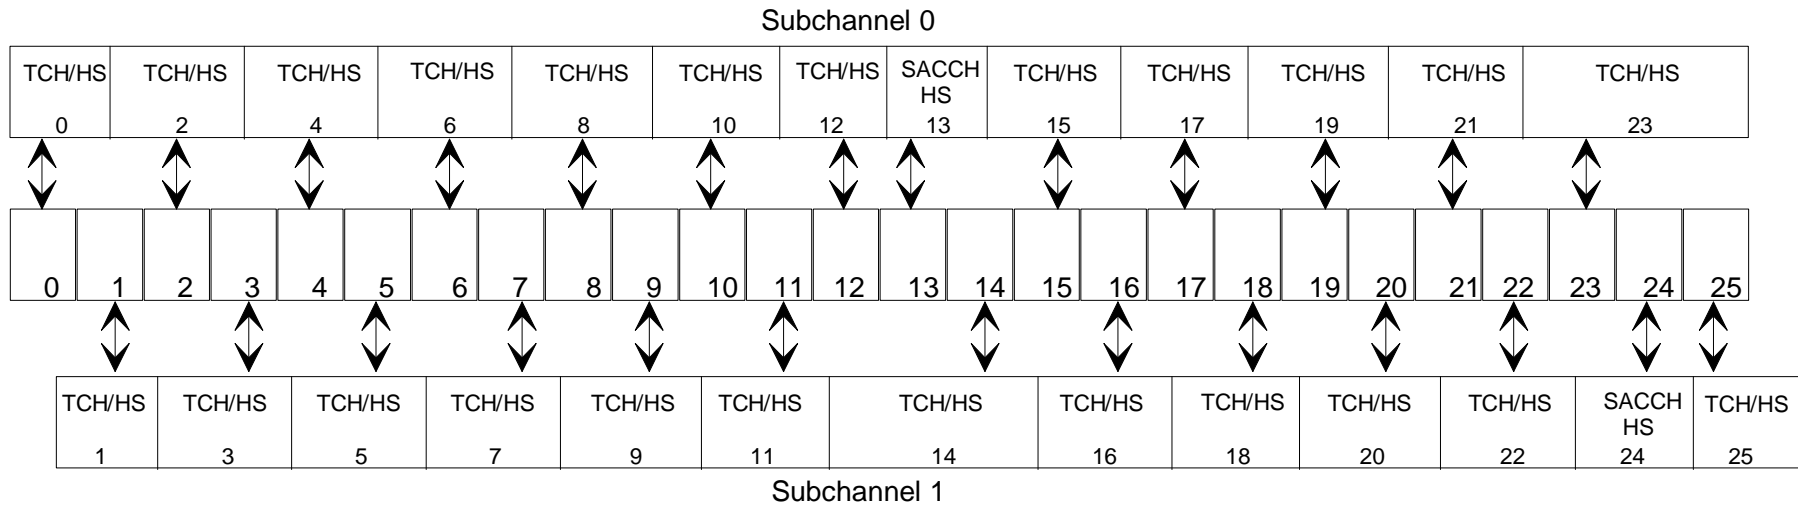 Subchannel 0
TCH/HS TCH/HS TCH/HS TCH/HS TCH/HS TCH/HS TCH/HS SACCH TCH/HS TCH/HS TCH/HS TCH/HS TCH/HS
HS
0 2 4 6 8 10 12 13 15 17 19 21 23
0 1 2 3 4 5 6 7 8 9 10 11 12 13 14 15 16 17 18 19 20 21 22 23 24 25
TCH/HS TCH/HS TCH/HS TCH/HS TCH/HS TCH/HS TCH/HS TCH/HS TCH/HS TCH/HS TCH/HS SACCH TCH/HS
HS
1 3 5 7 9 11 14 16 18 20 22 24 25
Subchannel 1